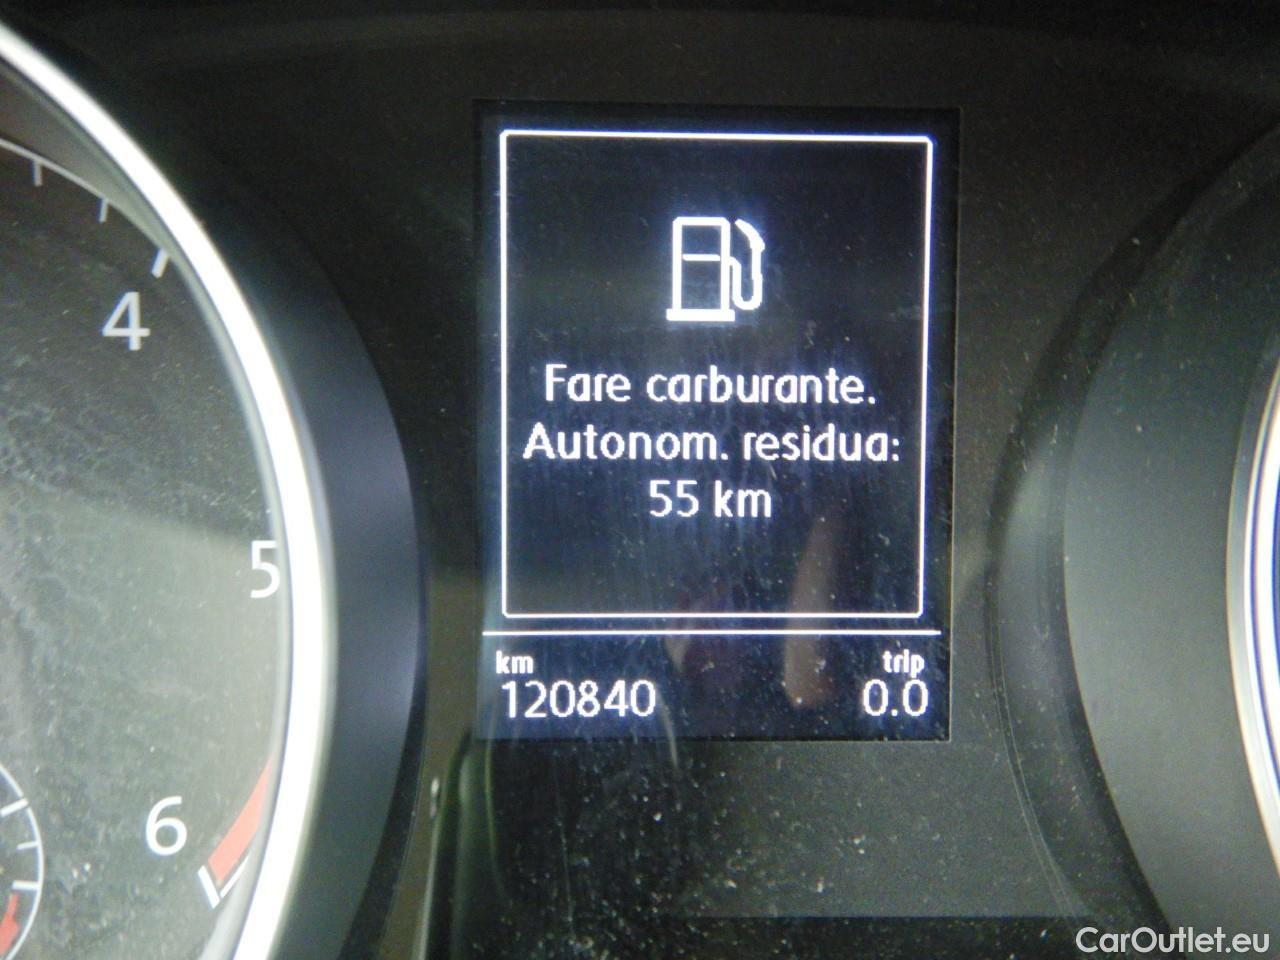 4
5
6
Fare carburante.
Autonom. residua:
55 km
km
trip
120840
0.0
CarOutlet.eu